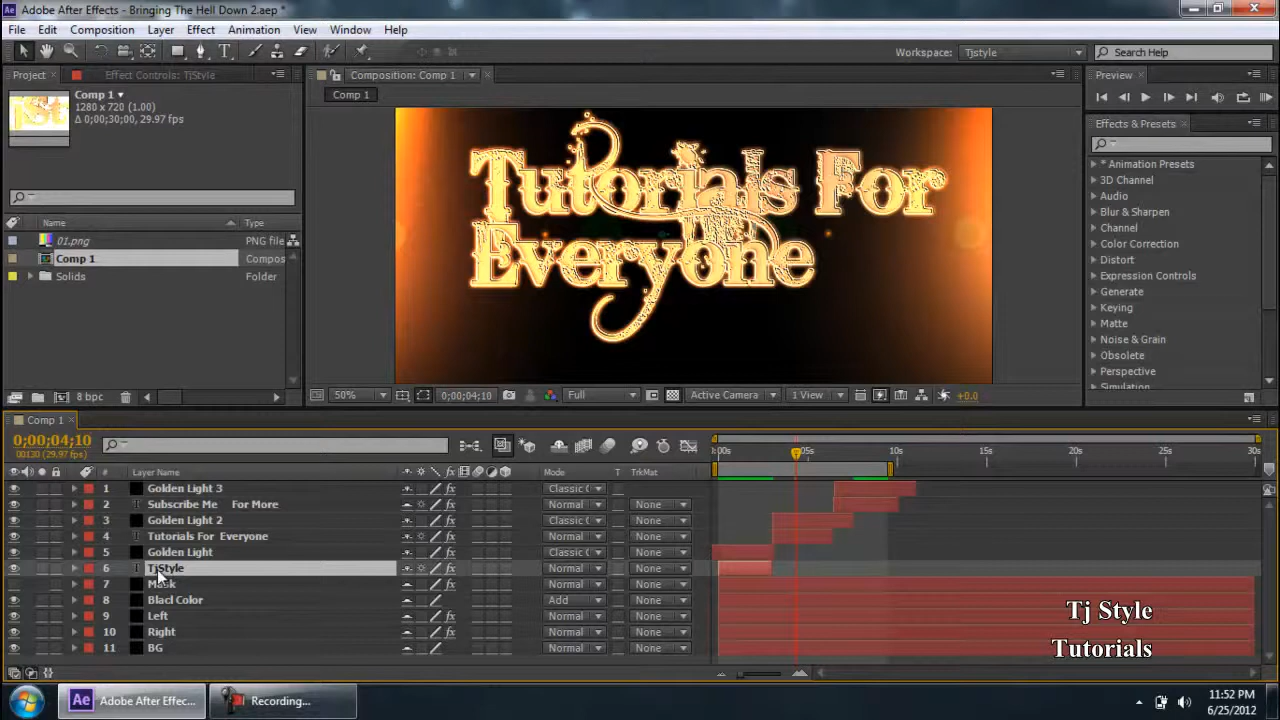 Adobe After Effects - Bringing The Hell Down 2.aep *
File Edit Composition Layer Effect Animation View Window Help
Workspace: Tjstyle Search Help
Project Effect Controls: TjStyle
Composition: Comp 1
Preview
Comp 1
1280 x 720 (1.00)
Δ 0;00;30;00, 29.97 fps
Comp 1
Effects & Presets
Name Type
01.png PNG file
Comp 1 Compos
Solids Folder
8 bpc
Tutorials For
Everyone
50% 0;00;04;10 Full Active Camera 1 View +0.0
* Animation Presets
3D Channel
Audio
Blur & Sharpen
Channel
Color Correction
Distort
Expression Controls
Generate
Keying
Matte
Noise & Grain
Obsolete
Perspective
Simulation
Comp 1
0;00;04;10
00130 (29.97 fps)
:00s 05s 10s 15s 20s 25s 30s
# Layer Name Mode T TrkMat
1 Golden Light 3 Classic C
2 Subscribe Me For More Normal None
3 Golden Light 2 Classic C None
4 Tutorials For Everyone Normal None
5 Golden Light Classic C None
6 TjStyle Normal None
7 Mask Normal None
8 Blacl Color Add None
9 Left Normal None
10 Right Normal None
11 BG Normal None
Tj Style
Tutorials
Adobe After Effec...
Recording...
11:52 PM
6/25/2012